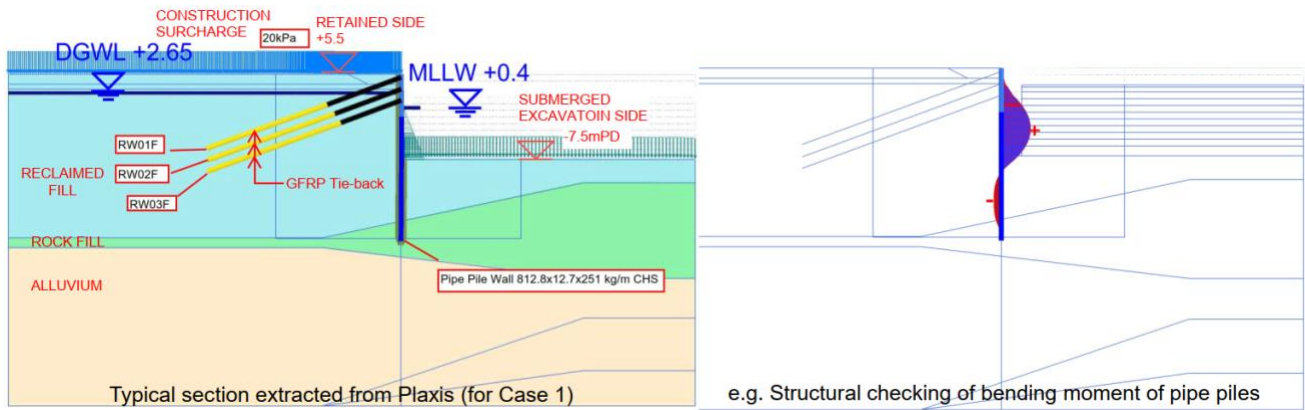 CONSTRUCTION
SURCHARGE
20kPa
RETAINED SIDE
+5.5
DGWL +2.65
MLLW +0.4
SUBMERGED
EXCAVATOIN SIDE
-7.5mPD
RW01F
RW02F
RW03F
RECLAIMED
FILL
GFRP Tie-back
ROCK FILL
ALLUVIUM
Pipe Pile Wall 812.8x12.7x251 kg/m CHS
Typical section extracted from Plaxis (for Case 1)
+
-
e.g. Structural checking of bending moment of pipe piles